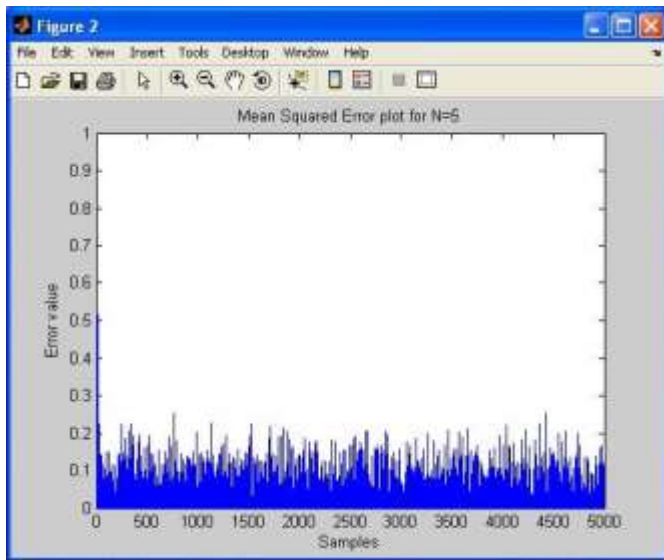 Figure 2
File Edit View Insert Tools Desktop Window Help
Mean Squared Error plot for N=5
1
0.9
0.8
0.7
0.6
0.5
0.4
0.3
0.2
0.1
0
Error value
0 500 1000 1500 2000 2500 3000 3500 4000 4500 5000
Samples